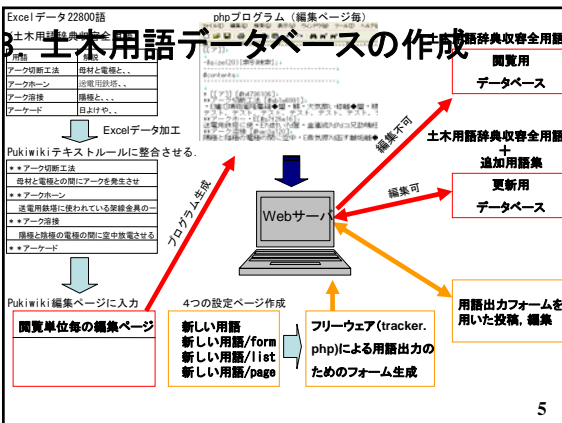 Excelデータ22800語
phpプログラム（編集ページ毎）
3 土木用語データベースの作成
土木用語辞典収容全用語
用語
解説
アーク切断工法
母材と電極と、、
アークホーン
送電用鉄塔、、
アーク溶接
陽極と、、、
アーケード
日よけや、、
Excelデータ加工
Pukiwikiテキストルールに整合させる.
＊＊アーク切断工法
母材と電極との間にアークを発生させ
＊＊アークホーン
送電用鉄塔に使われている架線金具の一
＊＊アーク溶接
陽極と陰極の電極の間に空中放電させる
＊＊アーケード
Pukiwiki編集ページに入力
閲覧単位毎の編集ページ
プログラム生成
#contents
Webサーバ
編集不可
編集可
土木用語辞典収容全用語
閲覧用
データベース
土木用語辞典収容全用語
＋
追加用語集
更新用
データベース
4つの設定ページ作成
新しい用語
新しい用語/form
新しい用語/list
新しい用語/page
フリーウェア(tracker.
php)による用語出力の
ためのフォーム生成
用語出力フォームを
用いた投稿, 編集
5